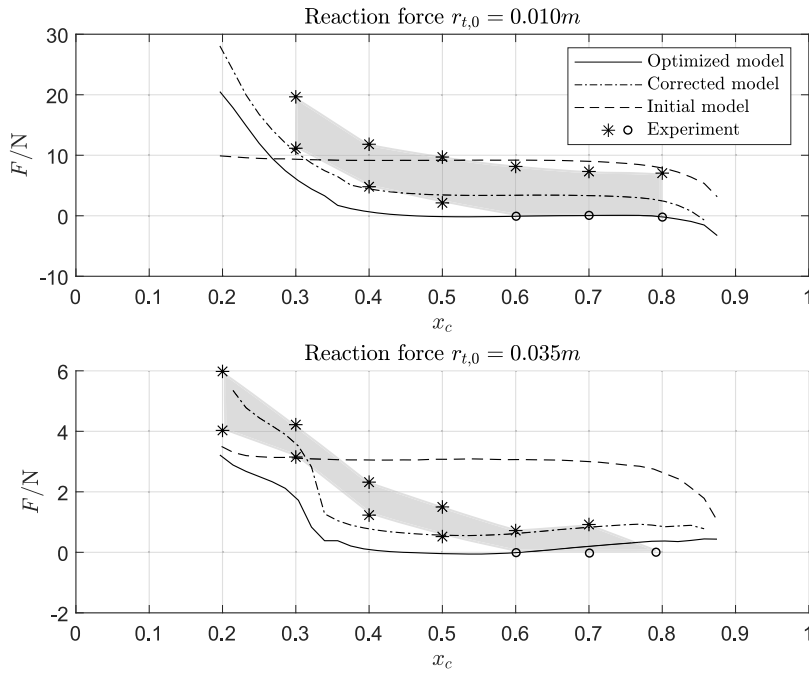 Reaction force r_{t,0} = 0.010m
30
20
10
0
-10
F/N
Optimized model
Corrected model
Initial model
Experiment
0 0.1 0.2 0.3 0.4 0.5 0.6 0.7 0.8 0.9 1
x_c
Reaction force r_{t,0} = 0.035m
6
4
2
0
-2
F/N
0 0.1 0.2 0.3 0.4 0.5 0.6 0.7 0.8 0.9 1
x_c